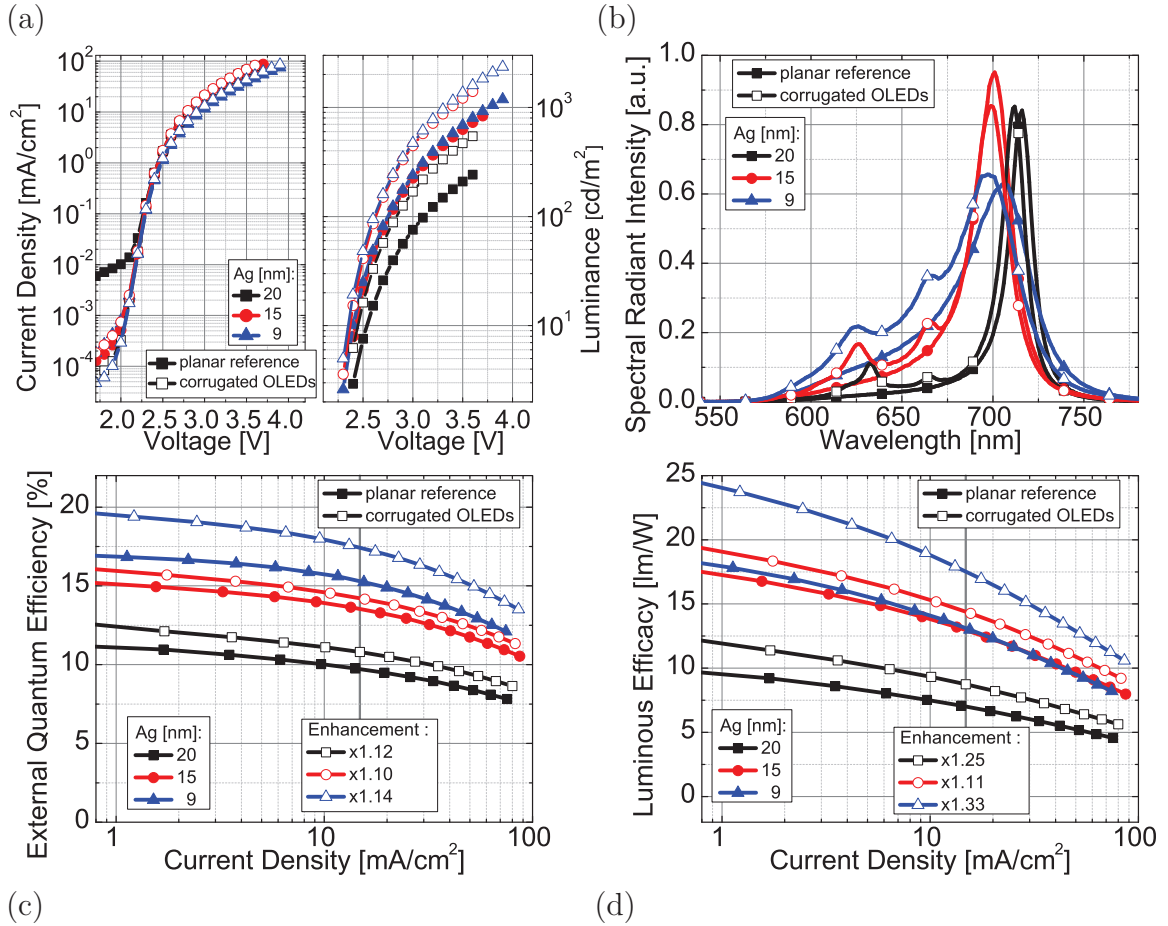 (a)
(b)
Current Density [mA/cm²]
10²
10¹
10⁰
10⁻¹
10⁻²
10⁻³
10⁻⁴
Ag [nm]:
20
15
9
planar reference
corrugated OLEDs
2.0 2.5 3.0 3.5 4.0
Voltage [V]
2.5 3.0 3.5 4.0
Voltage [V]
10³
10²
10¹
Luminance [cd/m²]
Spectral Radiant Intensity [a.u.]
1.0
0.8
0.6
0.4
0.2
0.0
planar reference
corrugated OLEDs
Ag [nm]:
20
15
9
550 600 650 700 750
Wavelength [nm]
External Quantum Efficiency [%]
20
15
10
5
0
planar reference
corrugated OLEDs
Ag [nm]:
20
15
9
Enhancement :
x1.12
x1.10
x1.14
1 10 100
Current Density [mA/cm²]
Luminous Efficacy [lm/W]
25
20
15
10
5
0
planar reference
corrugated OLEDs
Ag [nm]:
20
15
9
Enhancement :
x1.25
x1.11
x1.33
1 10 100
Current Density [mA/cm²]
(c)
(d)